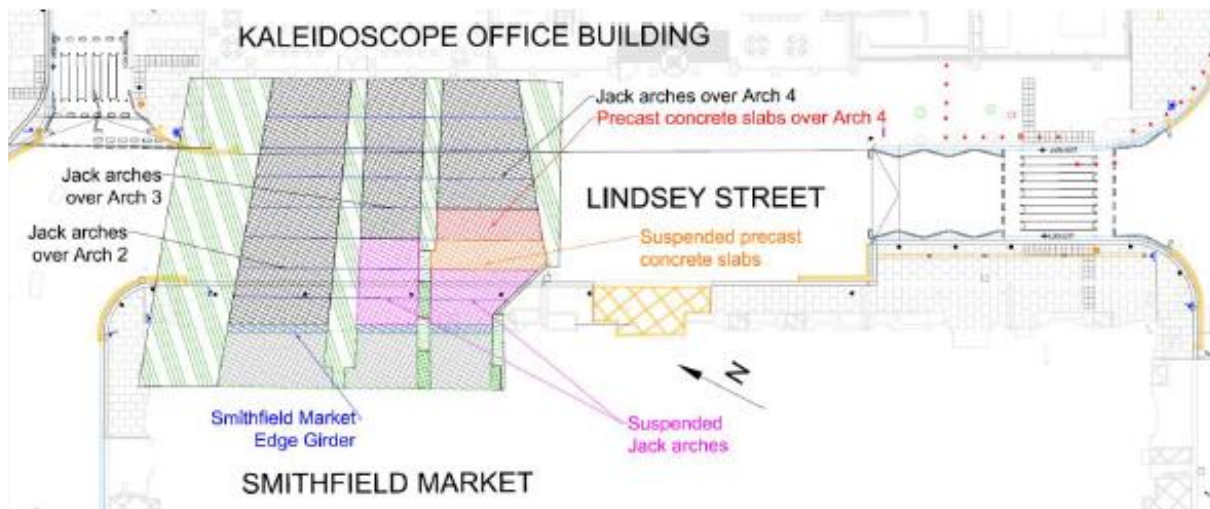 KALEIDOSCOPE OFFICE BUILDING
Jack arches over Arch 4
Precast concrete slabs over Arch 4
Jack arches
over Arch 3
LINDSEY STREET
Jack arches
over Arch 2
Suspended precast
concrete slabs
N
Smithfield Market
Edge Girder
Suspended
Jack arches
SMITHFIELD MARKET